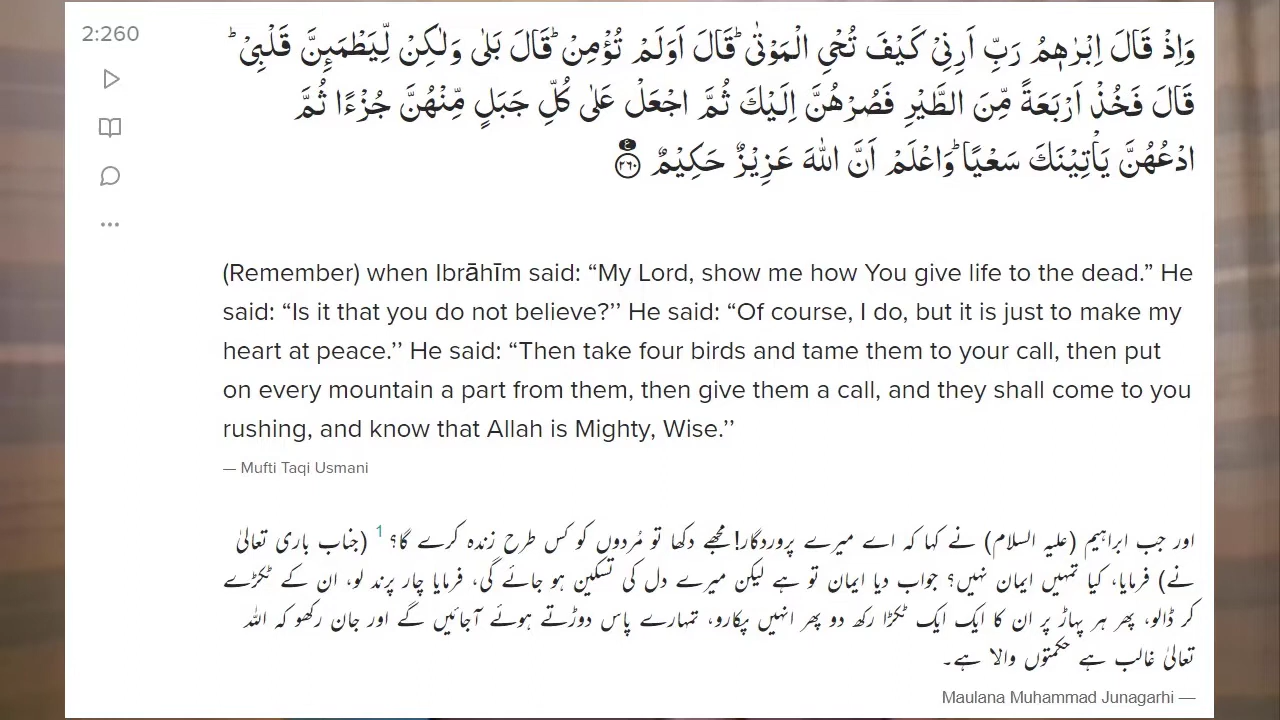 2:260
وَاِذْ قَالَ اِبْرٰهٖمُ رَبِّ اَرِنِيْ كَيْفَ تُحْيِ الْمَوْتٰى ؕ قَالَ اَوَلَمْ تُؤْمِنْ ؕ قَالَ بَلٰى وَلٰكِنْ لِّيَطْمَىِٕنَّ قَلْبِيْ ؕ
قَالَ فَخُذْ اَرْبَعَةً مِّنَ الطَّيْرِ فَصُرْهُنَّ اِلَيْكَ ثُمَّ اجْعَلْ عَلٰى كُلِّ جَبَلٍ مِّنْهُنَّ جُزْءًا ثُمَّ
ادْعُهُنَّ يَاْتِيْنَكَ سَعْيًا ؕ وَاعْلَمْ اَنَّ اللّٰهَ عَزِيْزٌ حَكِيْمٌ ۟۠ ٢٦٠
(Remember) when Ibrāhīm said: “My Lord, show me how You give life to the dead.” He
said: “Is it that you do not believe?’’ He said: “Of course, I do, but it is just to make my
heart at peace.’’ He said: “Then take four birds and tame them to your call, then put
on every mountain a part from them, then give them a call, and they shall come to you
rushing, and know that Allah is Mighty, Wise.’’
— Mufti Taqi Usmani
اور جب ابراہیم (علیہ السلام) نے کہا کہ اے میرے پروردگار! مجھے دکھا تو مُردوں کو کس طرح زنده کرے گا؟ 1 (جناب باری تعالیٰ
نے) فرمایا، کیا تمہیں ایمان نہیں؟ جواب دیا ایمان تو ہے لیکن میرے دل کی تسکین ہو جائے گی، فرمایا چار پرند لو، ان کے ٹکڑے
کر ڈالو، پھر ہر پہاڑ پر ان کا ایک ایک ٹکڑا رکھ دو پھر انہیں پکارو، تمہارے پاس دوڑتے ہوئے آجائیں گے اور جان رکھو کہ اللہ
تعالیٰ غالب ہے حکمتوں واﻻ ہے۔
Maulana Muhammad Junagarhi —